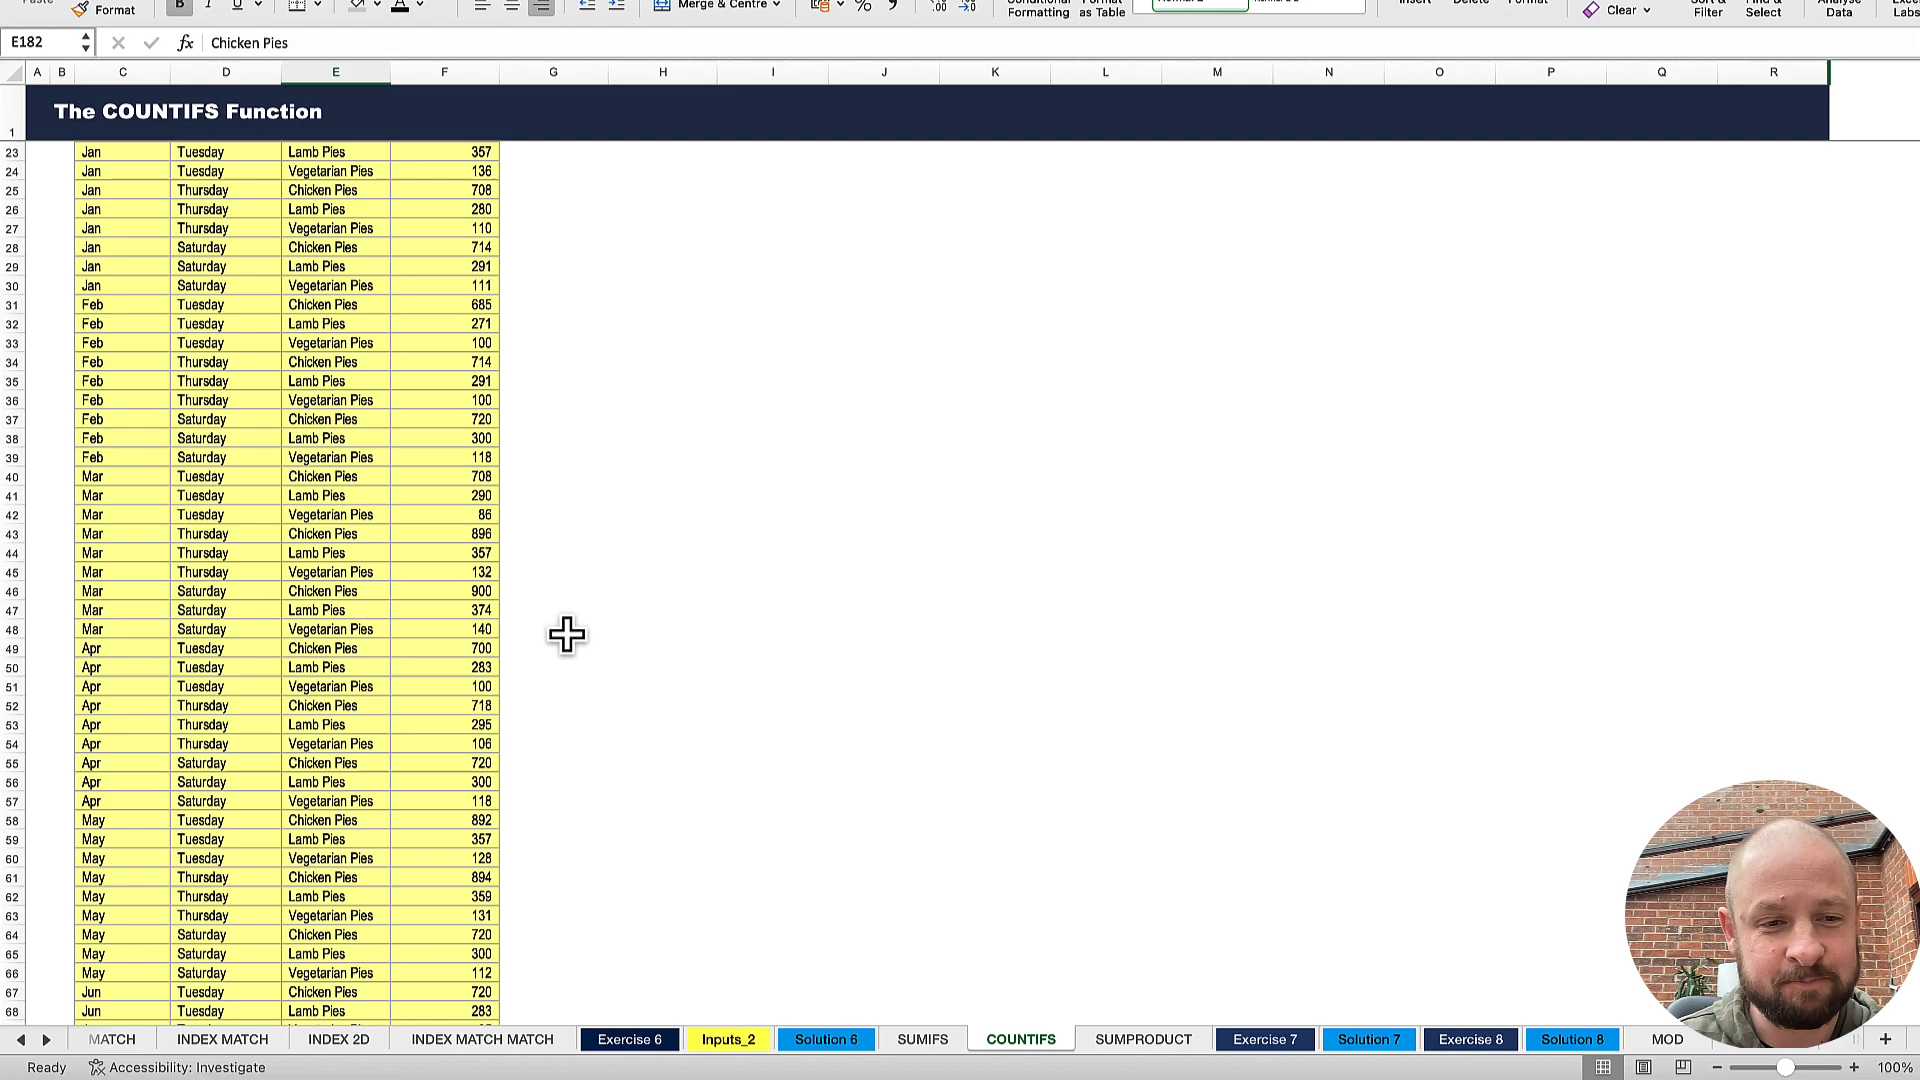 Format
B
I
U
Merge & Centre
%
Conditional Formatting
as Table
Clear
Filter
Select
Analyse Data
Labs
E182
fx Chicken Pies
A B C D E F G H I J K L M N O P Q R
1 The COUNTIFS Function
23 Jan Tuesday Lamb Pies 357
24 Jan Tuesday Vegetarian Pies 136
25 Jan Thursday Chicken Pies 708
26 Jan Thursday Lamb Pies 280
27 Jan Thursday Vegetarian Pies 110
28 Jan Saturday Chicken Pies 714
29 Jan Saturday Lamb Pies 291
30 Jan Saturday Vegetarian Pies 111
31 Feb Tuesday Chicken Pies 685
32 Feb Tuesday Lamb Pies 271
33 Feb Tuesday Vegetarian Pies 100
34 Feb Thursday Chicken Pies 714
35 Feb Thursday Lamb Pies 291
36 Feb Thursday Vegetarian Pies 100
37 Feb Saturday Chicken Pies 720
38 Feb Saturday Lamb Pies 300
39 Feb Saturday Vegetarian Pies 118
40 Mar Tuesday Chicken Pies 708
41 Mar Tuesday Lamb Pies 290
42 Mar Tuesday Vegetarian Pies 86
43 Mar Thursday Chicken Pies 896
44 Mar Thursday Lamb Pies 357
45 Mar Thursday Vegetarian Pies 132
46 Mar Saturday Chicken Pies 900
47 Mar Saturday Lamb Pies 374
48 Mar Saturday Vegetarian Pies 140
49 Apr Tuesday Chicken Pies 700
50 Apr Tuesday Lamb Pies 283
51 Apr Tuesday Vegetarian Pies 100
52 Apr Thursday Chicken Pies 718
53 Apr Thursday Lamb Pies 295
54 Apr Thursday Vegetarian Pies 106
55 Apr Saturday Chicken Pies 720
56 Apr Saturday Lamb Pies 300
57 Apr Saturday Vegetarian Pies 118
58 May Tuesday Chicken Pies 892
59 May Tuesday Lamb Pies 357
60 May Tuesday Vegetarian Pies 128
61 May Thursday Chicken Pies 894
62 May Thursday Lamb Pies 359
63 May Thursday Vegetarian Pies 131
64 May Saturday Chicken Pies 720
65 May Saturday Lamb Pies 300
66 May Saturday Vegetarian Pies 112
67 Jun Tuesday Chicken Pies 720
68 Jun Tuesday Lamb Pies 283
MATCH INDEX MATCH INDEX 2D INDEX MATCH MATCH Exercise 6 Inputs_2 Solution 6 SUMIFS COUNTIFS SUMPRODUCT Exercise 7 Solution 7 Exercise 8 Solution 8 MOD
Ready Accessibility: Investigate 100%